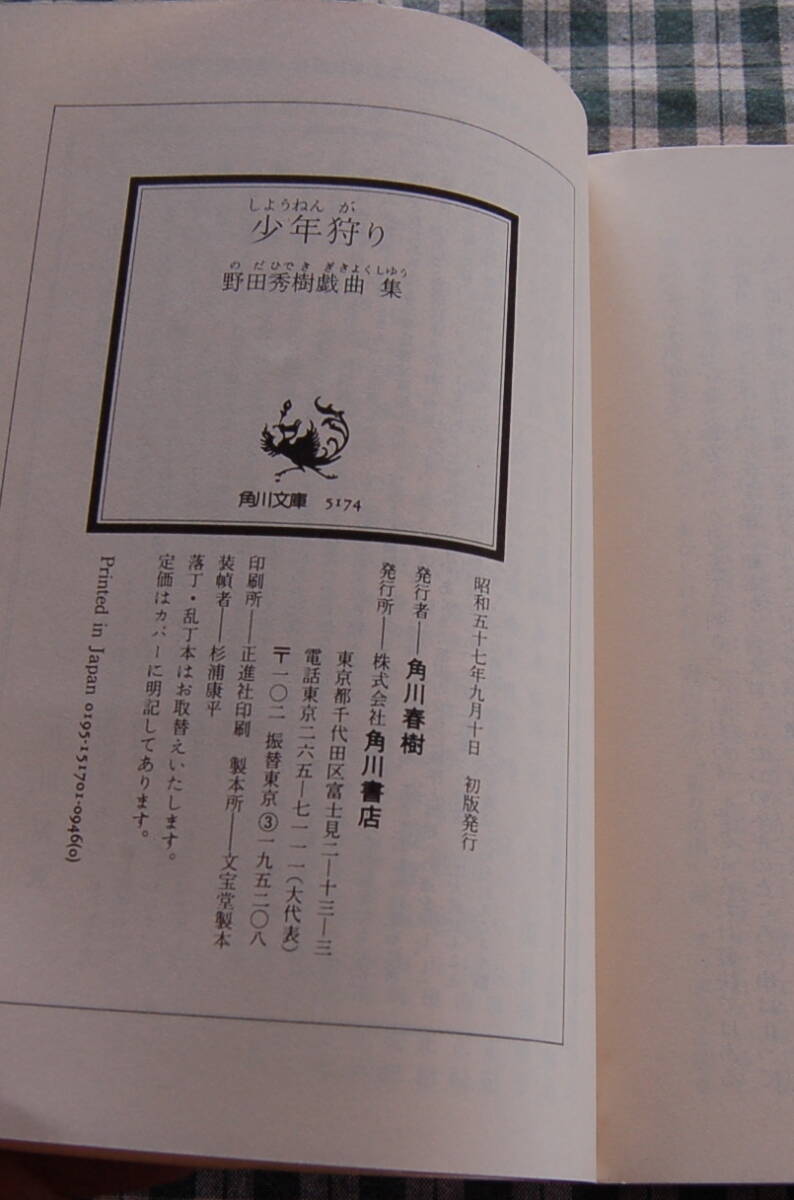 しようねん が
少年狩り
の だ ひで き ぎ きよくしゆう
野田秀樹戯曲 集
角川文庫 5174
昭和五十七年九月十日 初版発行
発行者――角川春樹
発行所――株式会社 角川書店
東京都千代田区富士見二―十三―三
電話東京二六五―七一一一(大代表)
〒一〇二 振替東京③一九五二〇八
印刷所――正進社印刷 製本所――文宝堂製本
装幀者――杉浦康平
落丁・乱丁本はお取替えいたします。
定価はカバーに明記してあります。
Printed in Japan 0195-151701-0946(0)